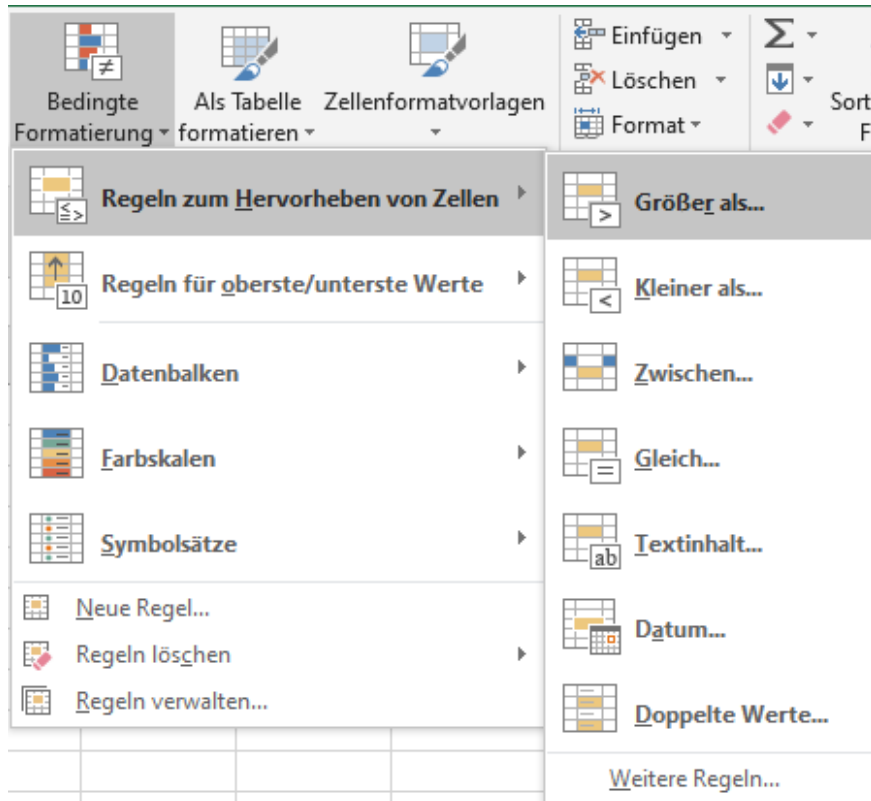 Bedingte
Formatierung
Als Tabelle
formatieren
Zellenformatvorlagen
Einfügen
Löschen
Format
Σ
Sort
F
Regeln zum Hervorheben von Zellen
10
Regeln für oberste/unterste Werte
Datenbalken
Farbskalen
Symbolsätze
Neue Regel...
Regeln löschen
Regeln verwalten...
Größer als...
Kleiner als...
Zwischen...
Gleich...
ab
Textinhalt...
Datum...
Doppelte Werte...
Weitere Regeln...